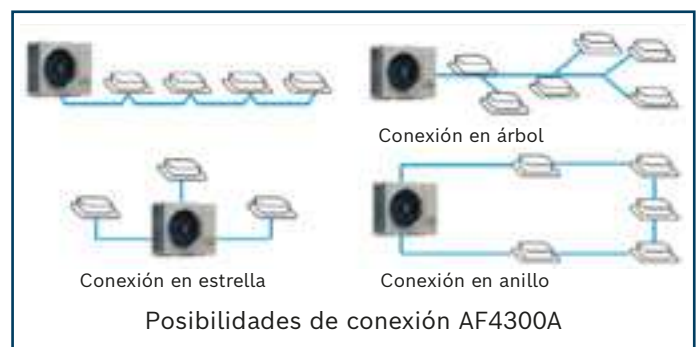 Conexión en árbol
Conexión en estrella
Conexión en anillo
Posibilidades de conexión AF4300A